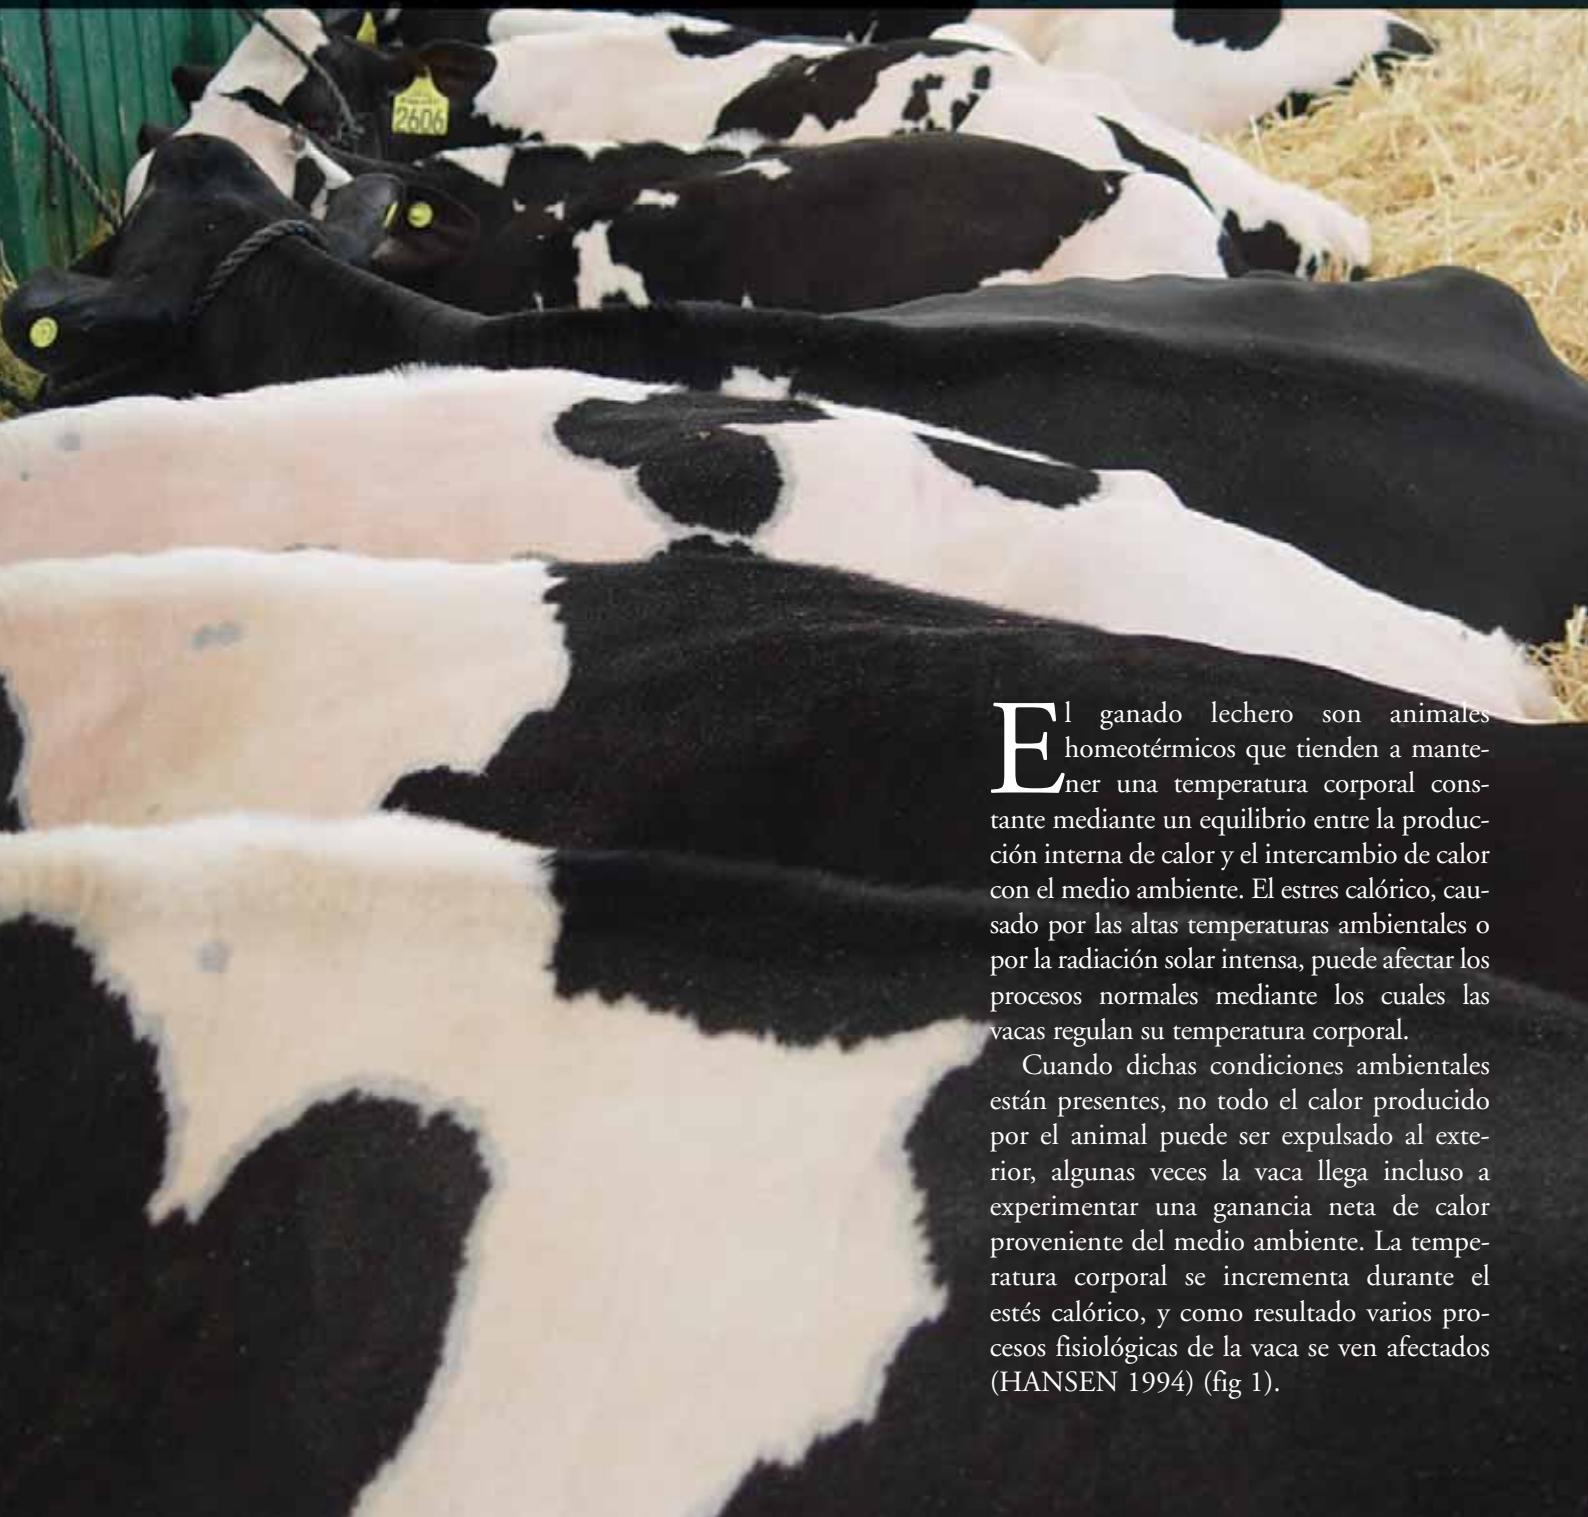 2606
El ganado lechero son animales
homeotérmicos que tienden a mante-
ner una temperatura corporal cons-
tante mediante un equilibrio entre la produc-
ción interna de calor y el intercambio de calor
con el medio ambiente. El estres calórico, cau-
sado por las altas temperaturas ambientales o
por la radiación solar intensa, puede afectar los
procesos normales mediante los cuales las
vacas regulan su temperatura corporal.
Cuando dichas condiciones ambientales
están presentes, no todo el calor producido
por el animal puede ser expulsado al exte-
rior, algunas veces la vaca llega incluso a
experimentar una ganancia neta de calor
proveniente del medio ambiente. La tempe-
ratura corporal se incrementa durante el
estés calórico, y como resultado varios pro-
cesos fisiológicas de la vaca se ven afectados
(HANSEN 1994) (fig 1).